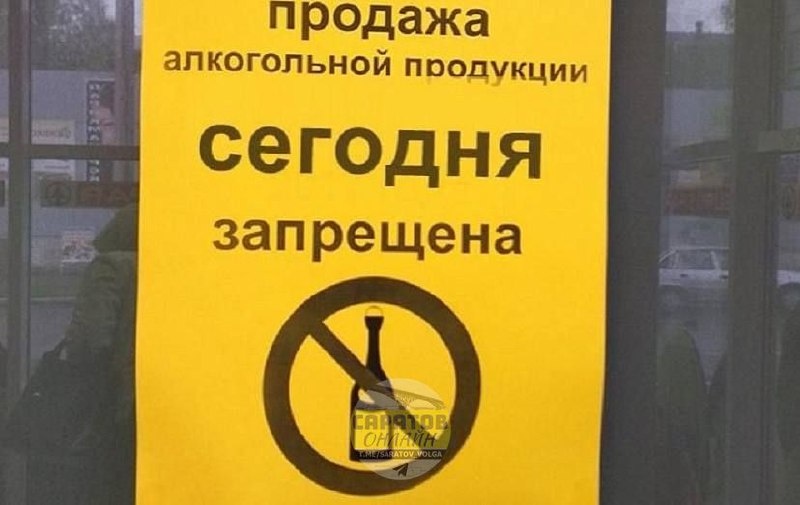 продажа
алкогольной продукции
сегодня
запрещена
САРАТОВ
ОНЛАЙН
T.ME/SARATOV_VOLGA